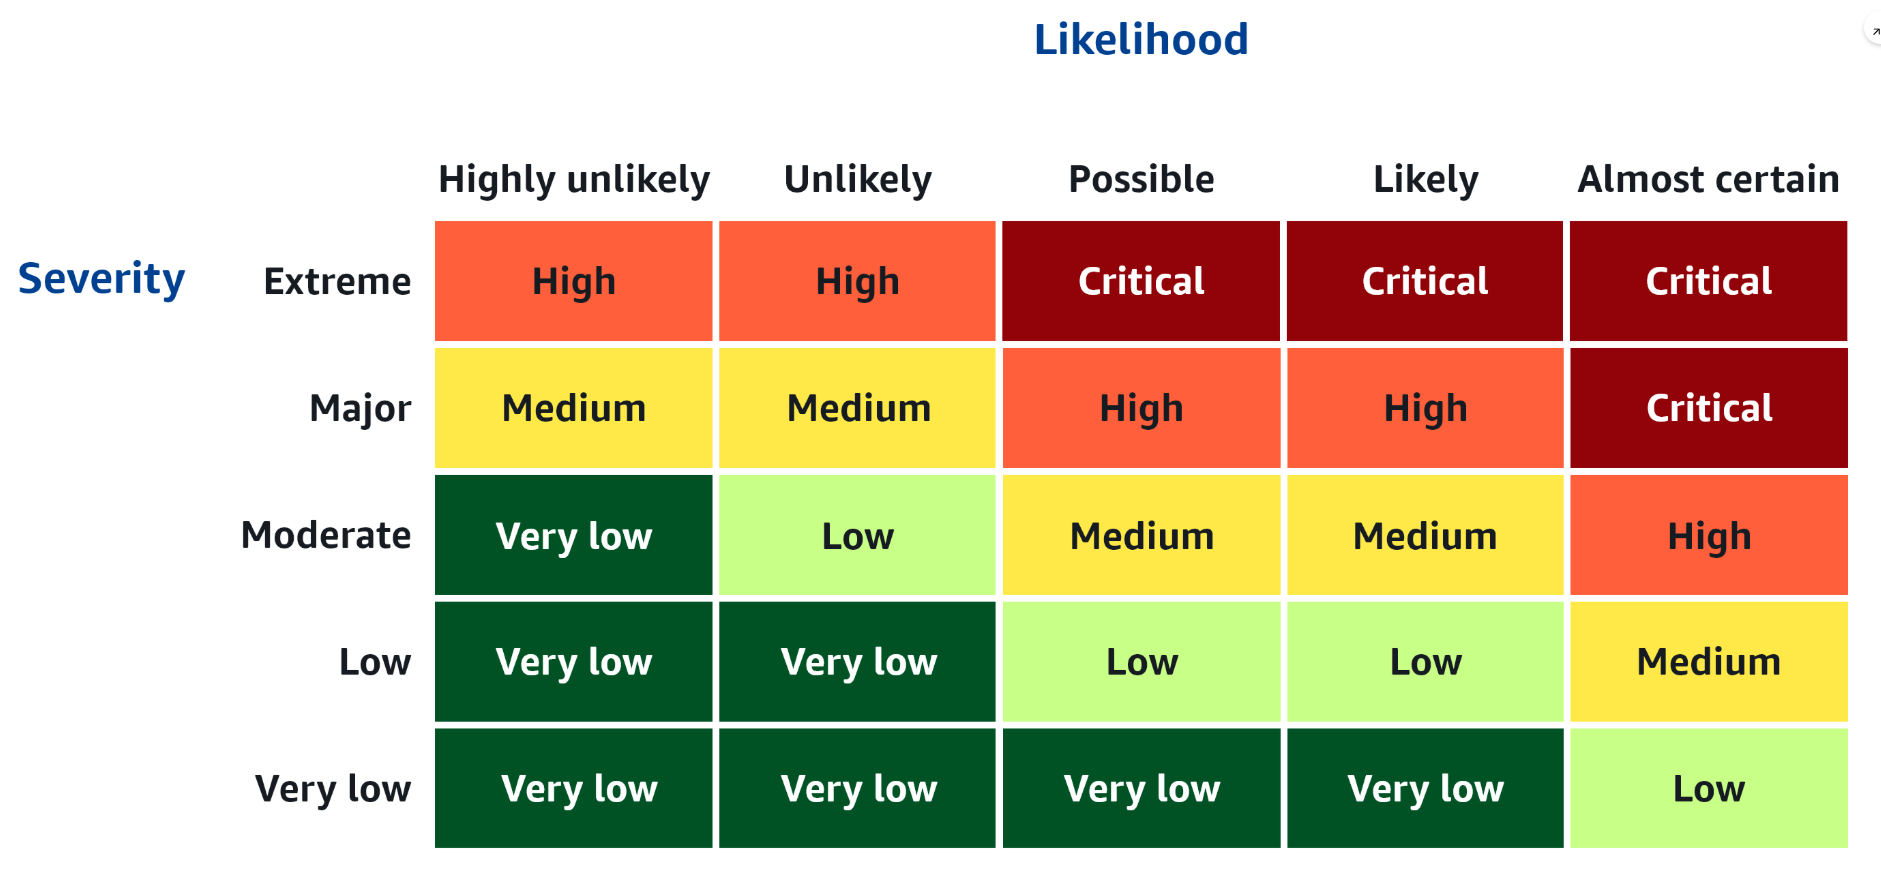 Likelihood
Highly unlikely Unlikely Possible Likely Almost certain
Severity Extreme High High Critical Critical Critical
Major Medium Medium High High Critical
Moderate Very low Low Medium Medium High
Low Very low Very low Low Low Medium
Very low Very low Very low Very low Very low Low